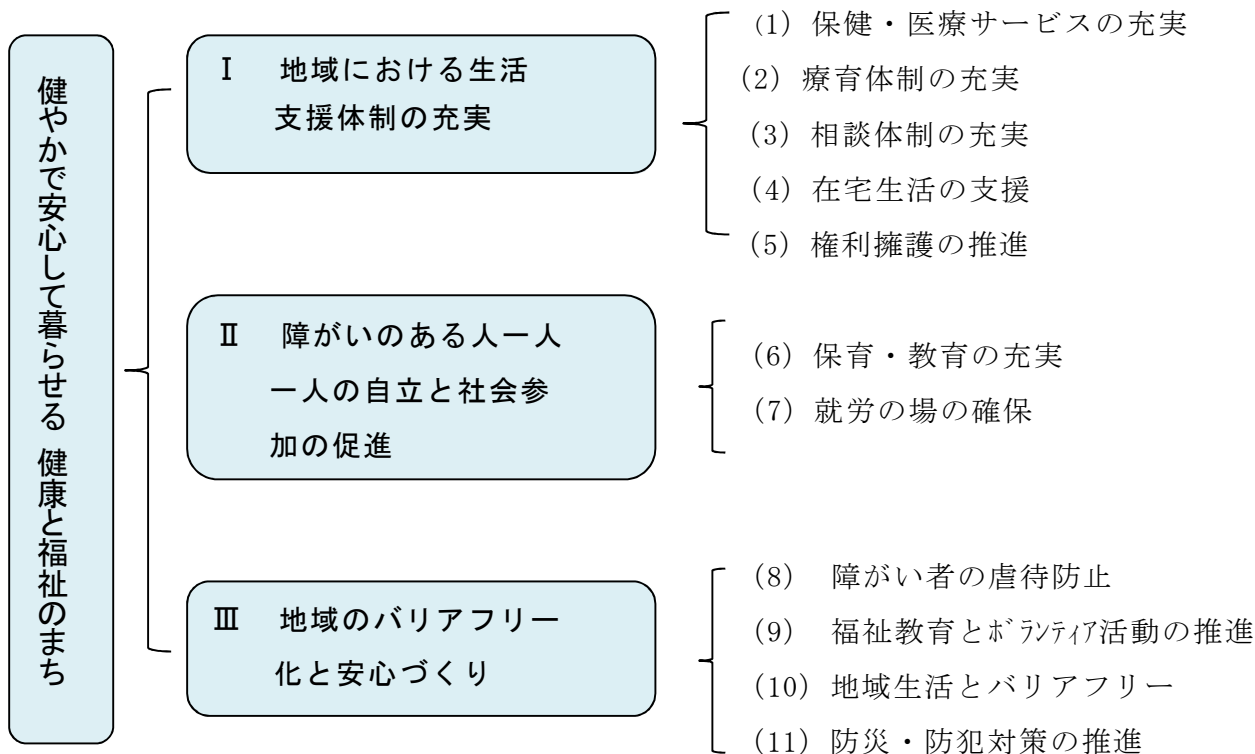 健やかで安心して暮らせる 健康と福祉のまち
Ⅰ 地域における生活
支援体制の充実
(1) 保健・医療サービスの充実
(2) 療育体制の充実
(3) 相談体制の充実
(4) 在宅生活の支援
(5) 権利擁護の推進
Ⅱ 障がいのある人一人
一人の自立と社会参
加の促進
(6) 保育・教育の充実
(7) 就労の場の確保
Ⅲ 地域のバリアフリー
化と安心づくり
(8) 障がい者の虐待防止
(9) 福祉教育とﾎﾞﾗﾝﾃｨｱ活動の推進
(10) 地域生活とバリアフリー
(11) 防災・防犯対策の推進